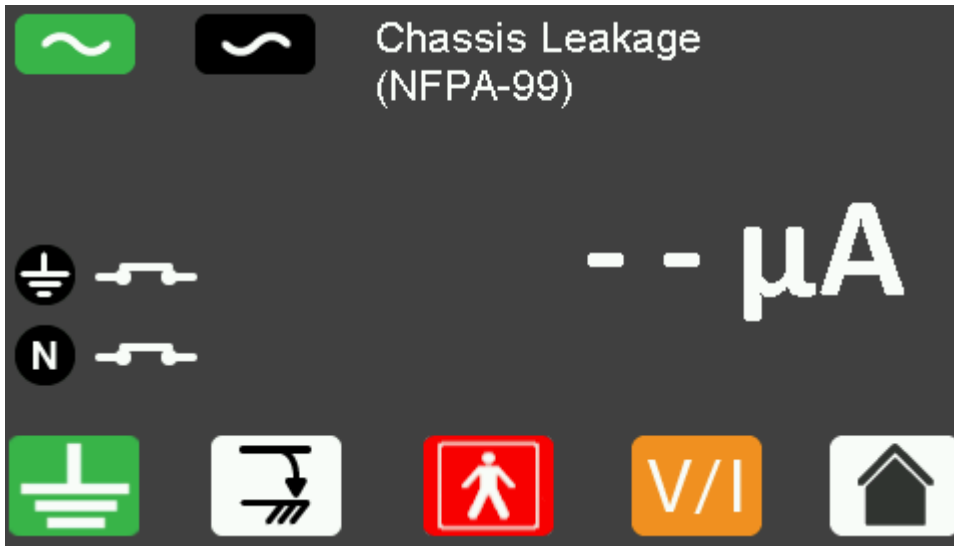 Chassis Leakage
(NFPA-99)
- - µA
N
V/I